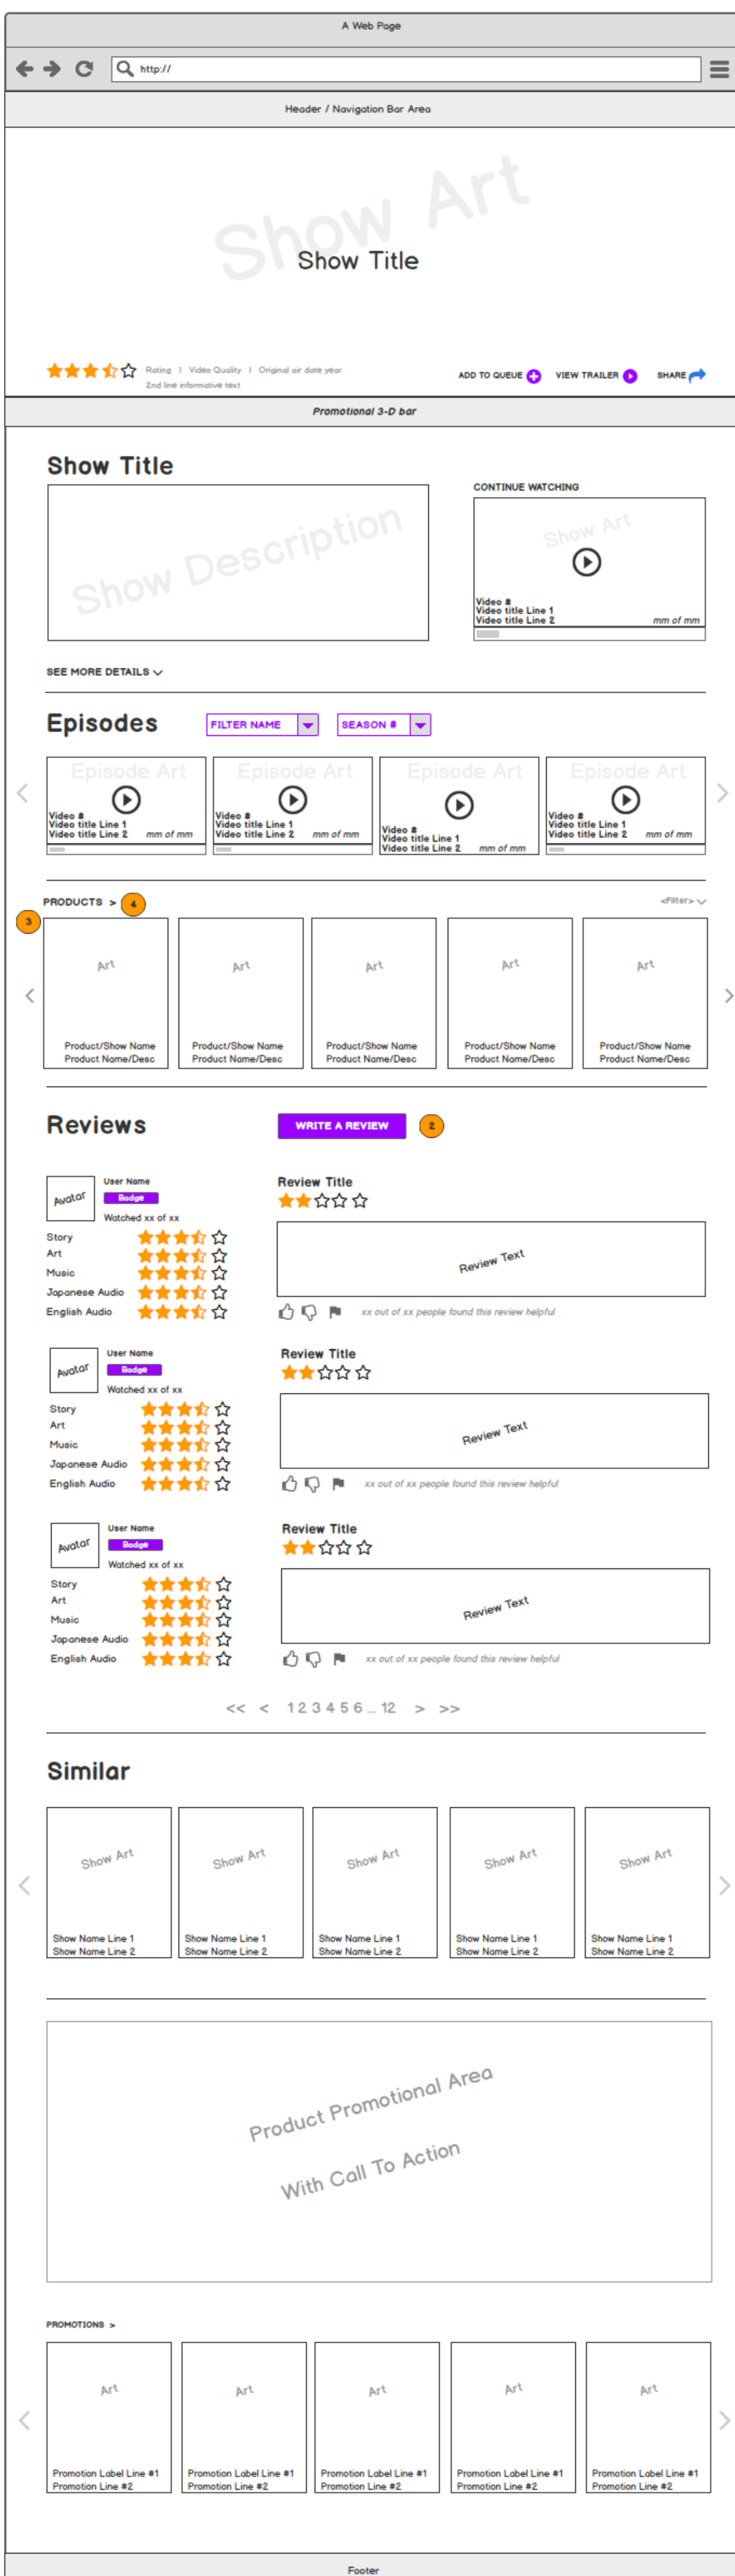 A Web Page
http://
Header / Navigation Bar Area
Show Art
Show Title
Rating | Video Quality | Original air date year
2nd line informative text
ADD TO QUEUE VIEW TRAILER SHARE
Promotional 3-D bar
Show Title
Show Description
CONTINUE WATCHING
Show Art
Video #
Video title Line 1
Video title Line 2 mm of mm
SEE MORE DETAILS
Episodes FILTER NAME SEASON #
Episode Art
Video #
Video title Line 1
Video title Line 2 mm of mm
Episode Art
Video #
Video title Line 1
Video title Line 2 mm of mm
Episode Art
Video #
Video title Line 1
Video title Line 2 mm of mm
Episode Art
Video #
Video title Line 1
Video title Line 2 mm of mm
PRODUCTS > 4 <Filter>
3
Art
Product/Show Name
Product Name/Desc
Art
Product/Show Name
Product Name/Desc
Art
Product/Show Name
Product Name/Desc
Art
Product/Show Name
Product Name/Desc
Art
Product/Show Name
Product Name/Desc
Reviews WRITE A REVIEW 2
Avatar
User Name
Badge
Watched xx of xx
Story
Art
Music
Japanese Audio
English Audio
Review Title
Review Text
xx out of xx people found this review helpful
Avatar
User Name
Badge
Watched xx of xx
Story
Art
Music
Japanese Audio
English Audio
Review Title
Review Text
xx out of xx people found this review helpful
Avatar
User Name
Badge
Watched xx of xx
Story
Art
Music
Japanese Audio
English Audio
Review Title
Review Text
xx out of xx people found this review helpful
<< < 1 2 3 4 5 6 ... 12 > >>
Similar
Show Art
Show Name Line 1
Show Name Line 2
Show Art
Show Name Line 1
Show Name Line 2
Show Art
Show Name Line 1
Show Name Line 2
Show Art
Show Name Line 1
Show Name Line 2
Show Art
Show Name Line 1
Show Name Line 2
Product Promotional Area
With Call To Action
PROMOTIONS >
Art
Promotion Label Line #1
Promotion Line #2
Art
Promotion Label Line #1
Promotion Line #2
Art
Promotion Label Line #1
Promotion Line #2
Art
Promotion Label Line #1
Promotion Line #2
Art
Promotion Label Line #1
Promotion Line #2
Footer